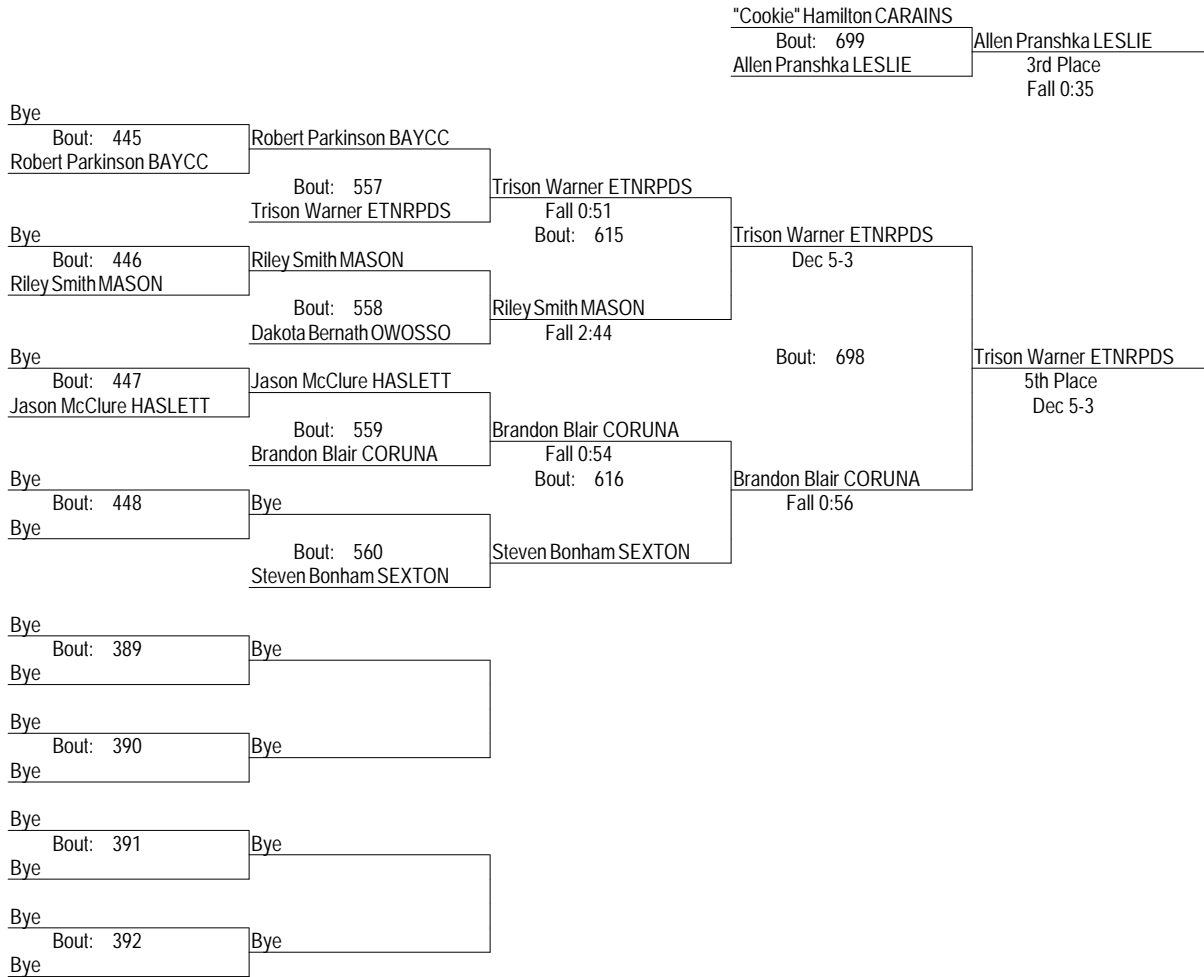 "Cookie" Hamilton CARAINS
Bout: 699
Allen Pranshka LESLIE
Allen Pranshka LESLIE
3rd Place
Fall 0:35
Bye
Bout: 445
Robert Parkinson BAYCC
Robert Parkinson BAYCC
Bout: 557
Trison Warner ETNRPDS
Trison Warner ETNRPDS
Fall 0:51
Bout: 615
Trison Warner ETNRPDS
Dec 5-3
Bye
Bout: 446
Riley Smith MASON
Riley Smith MASON
Bout: 558
Dakota Bernath OWOSSO
Riley Smith MASON
Fall 2:44
Bye
Bout: 447
Jason McClure HASLETT
Jason McClure HASLETT
Bout: 559
Brandon Blair CORUNA
Brandon Blair CORUNA
Fall 0:54
Bout: 616
Bout: 698
Trison Warner ETNRPDS
5th Place
Dec 5-3
Brandon Blair CORUNA
Fall 0:56
Bye
Bout: 448
Bye
Bye
Bout: 560
Steven Bonham SEXTON
Steven Bonham SEXTON
Bye
Bout: 389
Bye
Bye
Bye
Bout: 390
Bye
Bye
Bye
Bout: 391
Bye
Bye
Bye
Bout: 392
Bye
Bye